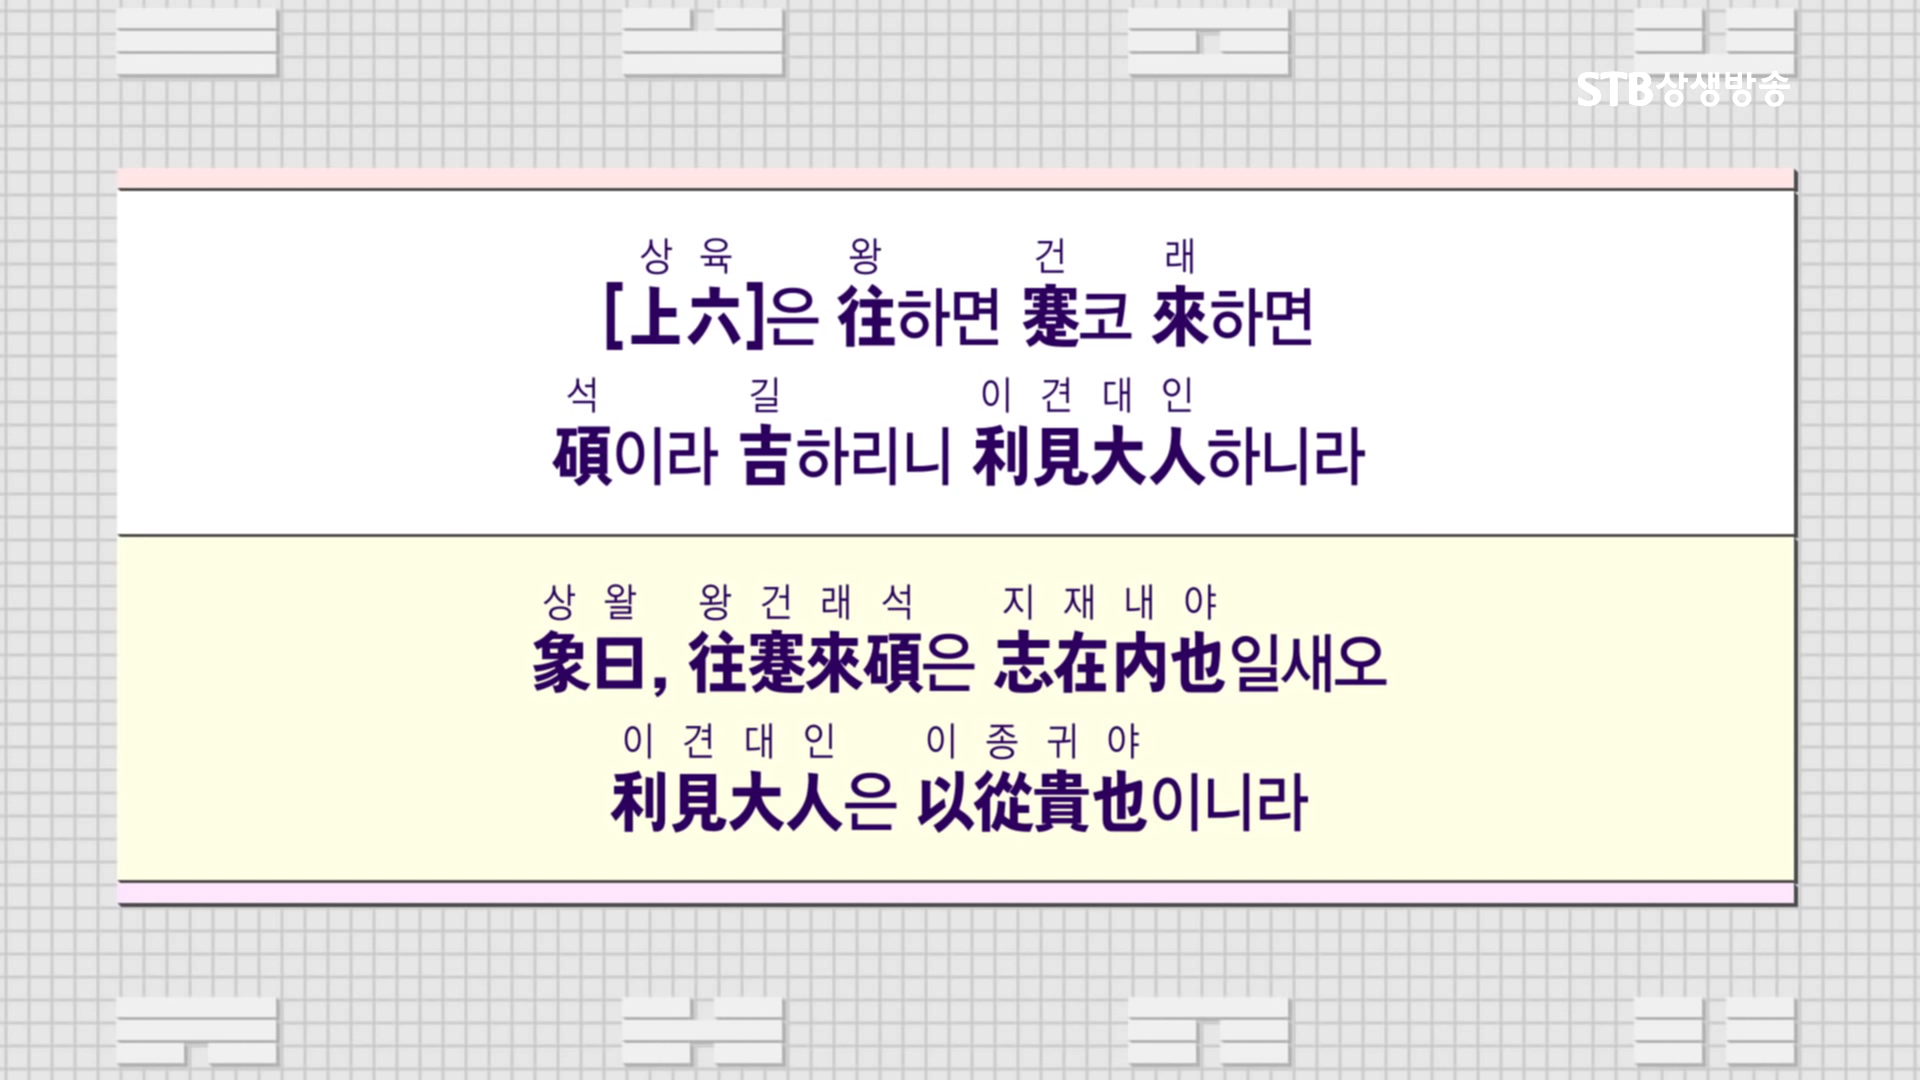 STB상생방송
상 육 왕 건 래
[上六]은 往하면 蹇코 來하면
석 길 이 견 대 인
碩이라 吉하리니 利見大人하니라
상 왈 왕 건 래 석 지 재 내 야
象曰, 往蹇來碩은 志在内也일새오
이 견 대 인 이 종 귀 야
利見大人은 以從貴也이니라